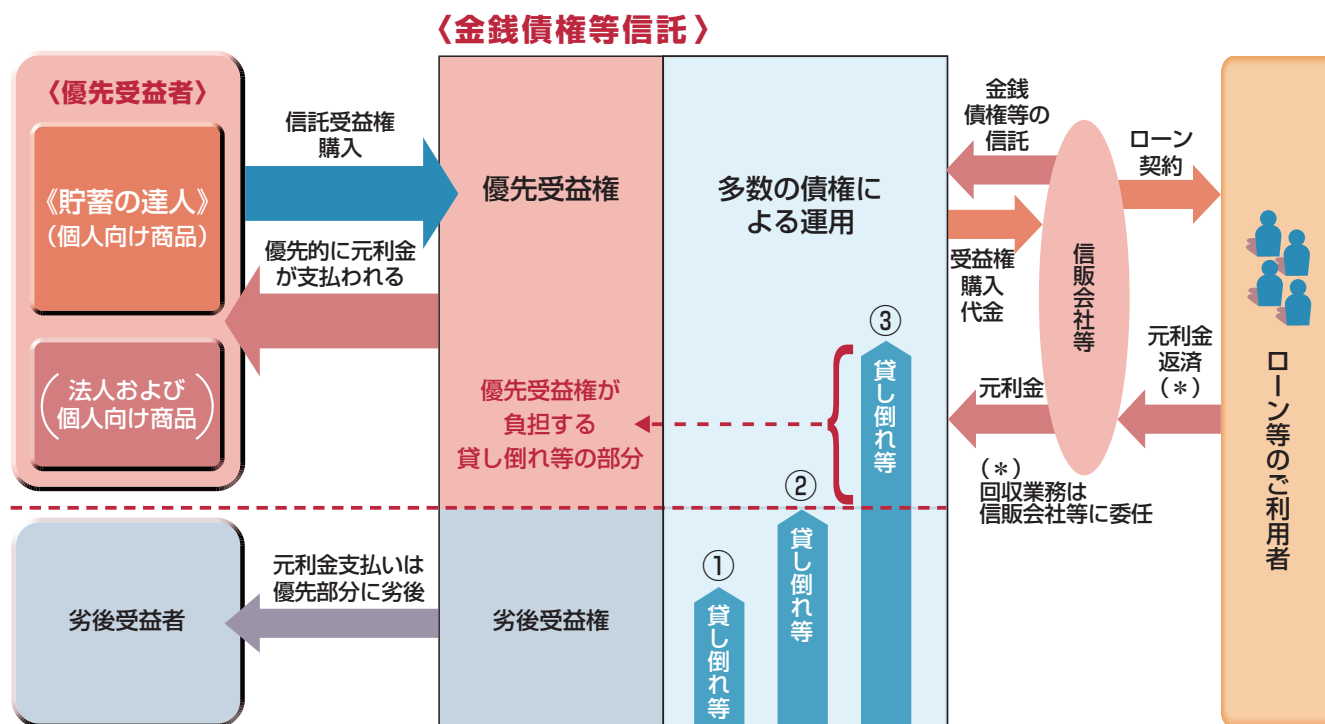 〈金銭債権等信託〉
〈優先受益者〉
《貯蓄の達人》
(個人向け商品)
法人および
個人向け商品
信託受益権
購入
優先的に元利金
が支払われる
優先受益権
優先受益権が
負担する
貸し倒れ等の部分
多数の債権に
よる運用
①
貸し倒れ等
②
貸し倒れ等
③
貸し倒れ等
金銭
債権等の
信託
受益権
購入
代金
元利金
(＊)
回収業務は
信販会社等に委任
信販会社等
ローン
契約
元利金
返済
(＊)
ローン等のご利用者
劣後受益者
元利金支払いは
優先部分に劣後
劣後受益権